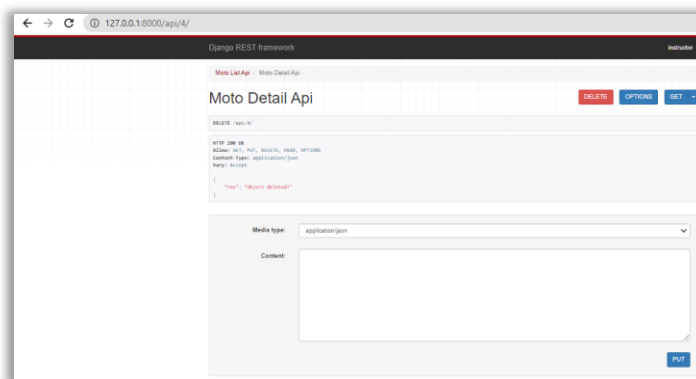 127.0.0.1:8000/api/4/
Django REST framework instructor
Moto List Api / Moto Detail Api
Moto Detail Api DELETE OPTIONS GET
DELETE /api/4/
HTTP 200 OK
Allow: GET, PUT, DELETE, HEAD, OPTIONS
Content-Type: application/json
Vary: Accept
{
"res": "Object deleted!"
}
Media type: application/json
Content:
PUT